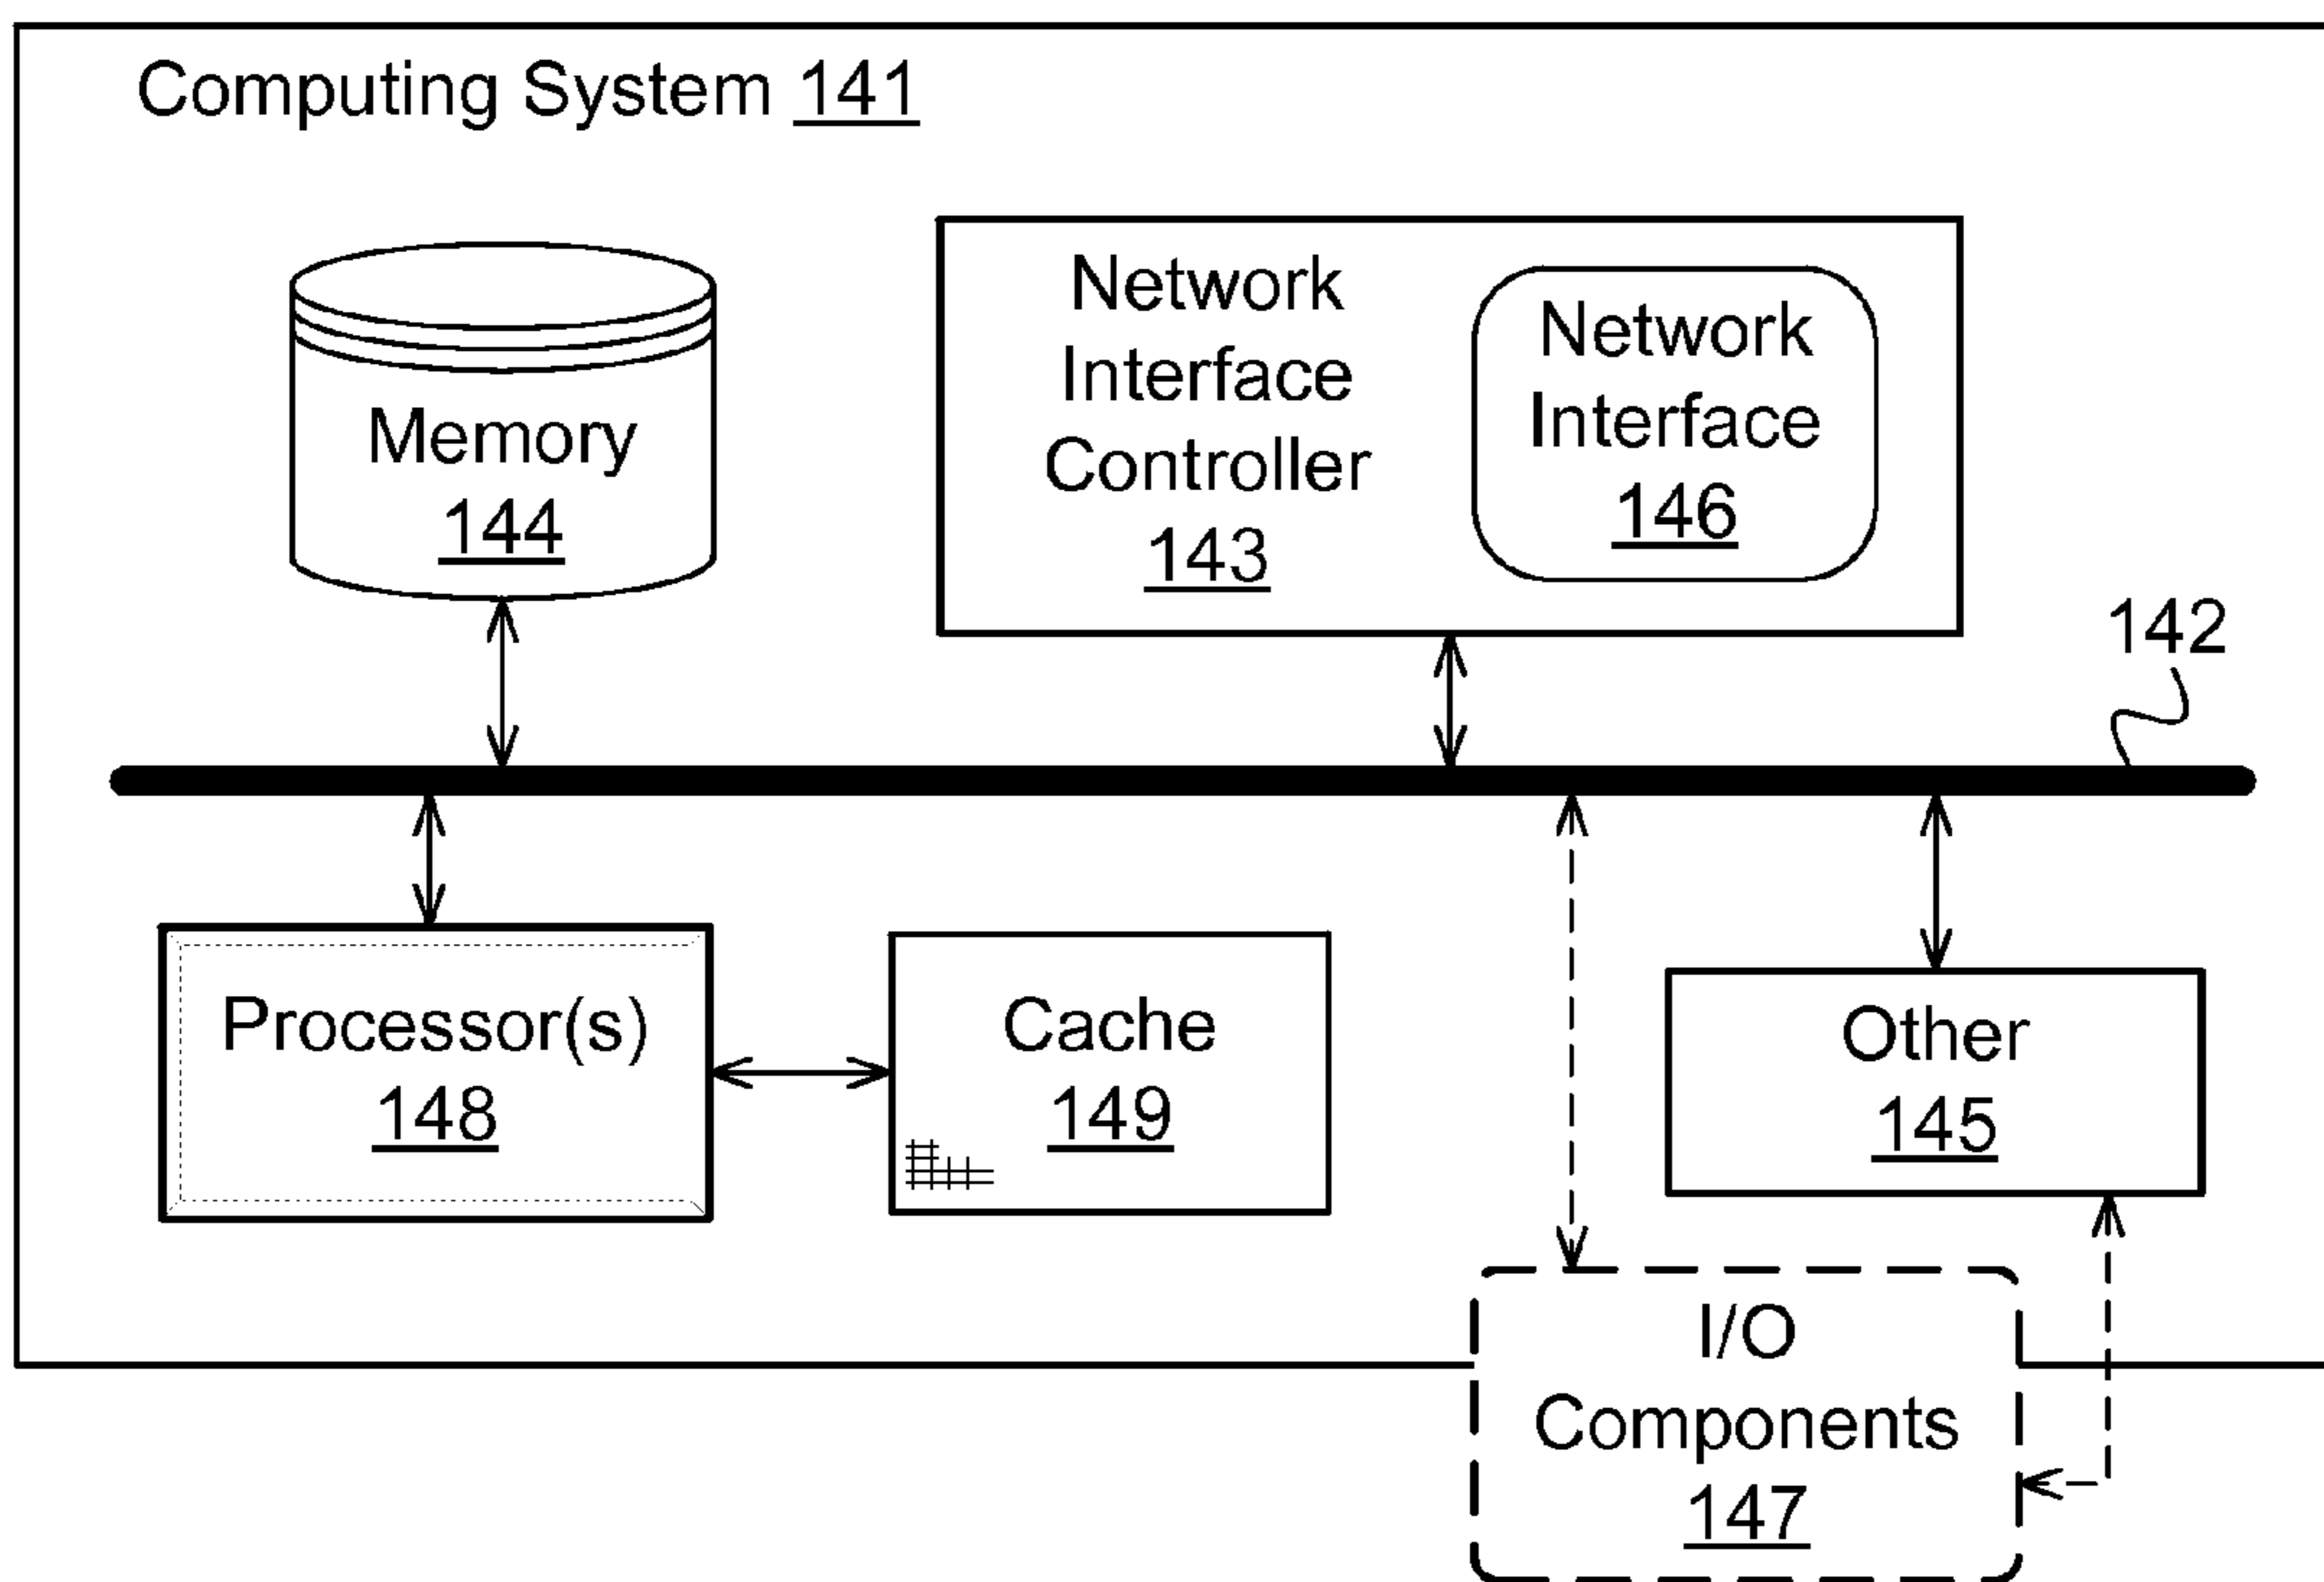 Computing System 141
Memory
144
Network
Interface
Controller
143
Network
Interface
146
142
Processor(s)
148
Cache
149
Other
145
I/O
Components
147